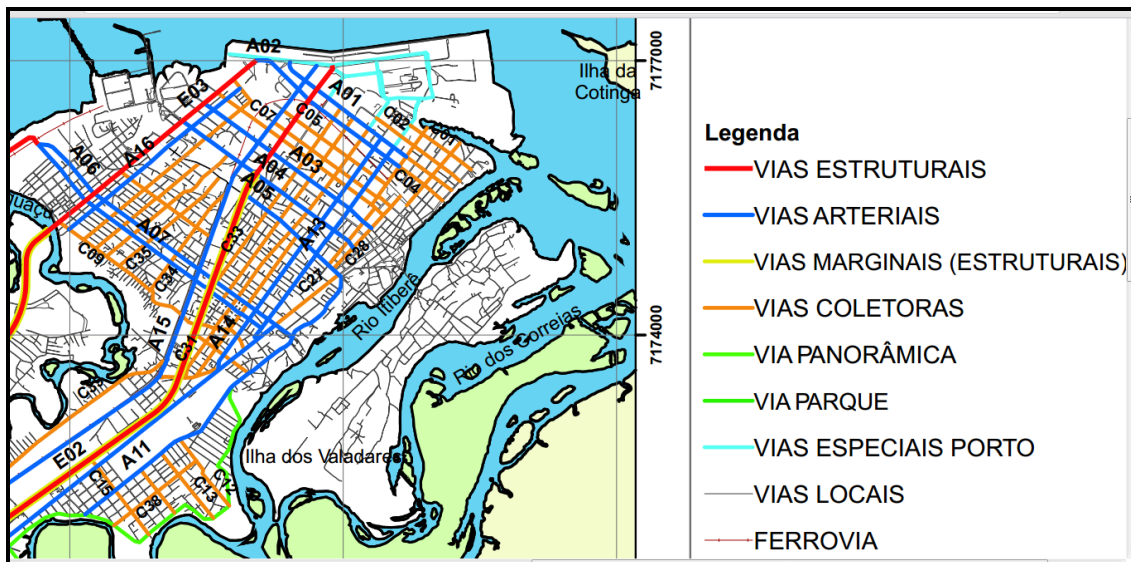 A02
7177000
Ilha da
Cotinga
E03
A01
C07
C05
C02
A16
A06
A03
A04
A05
C04
A07
A13
C33
C28
C09
C35
C34
C27
Rio Itiberê
7174000
A15
A14
C31
Rio dos Correias
E02
A11
Ilha dos Valadares
C15
C12
C13
C38
Legenda
VIAS ESTRUTURAIS
VIAS ARTERIAIS
VIAS MARGINAIS (ESTRUTURAIS)
VIAS COLETORAS
VIA PANORÂMICA
VIA PARQUE
VIAS ESPECIAIS PORTO
VIAS LOCAIS
FERROVIA